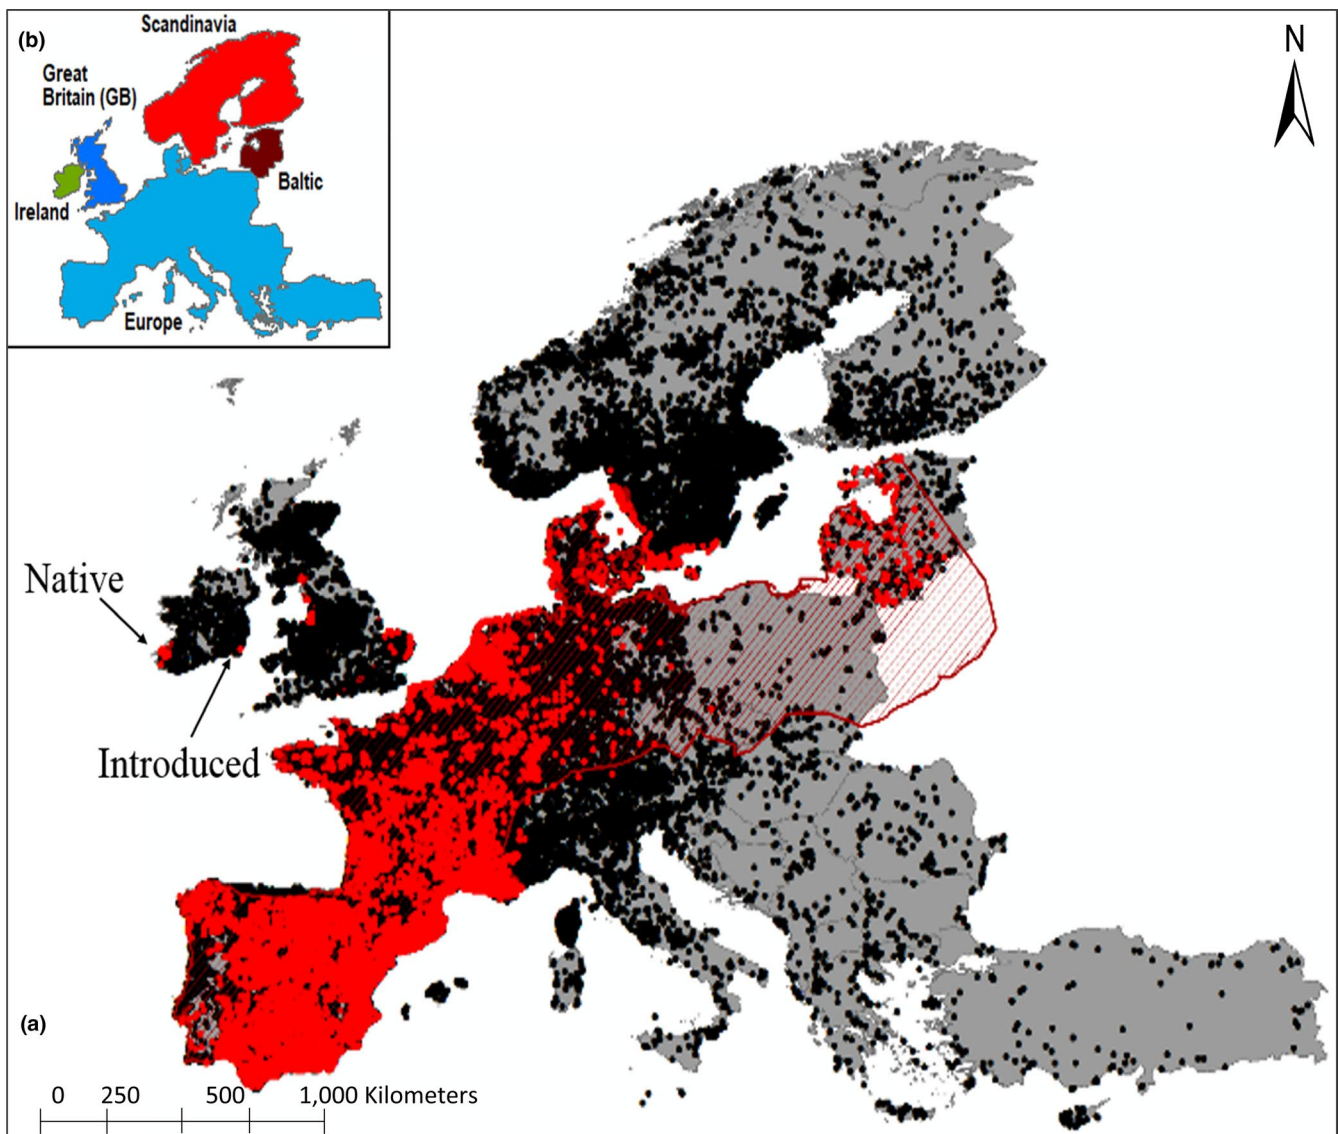 (b)
Scandinavia
Great
Britain (GB)
Baltic
Ireland
Europe
N
Native
Introduced
(a)
0 250 500 1,000 Kilometers